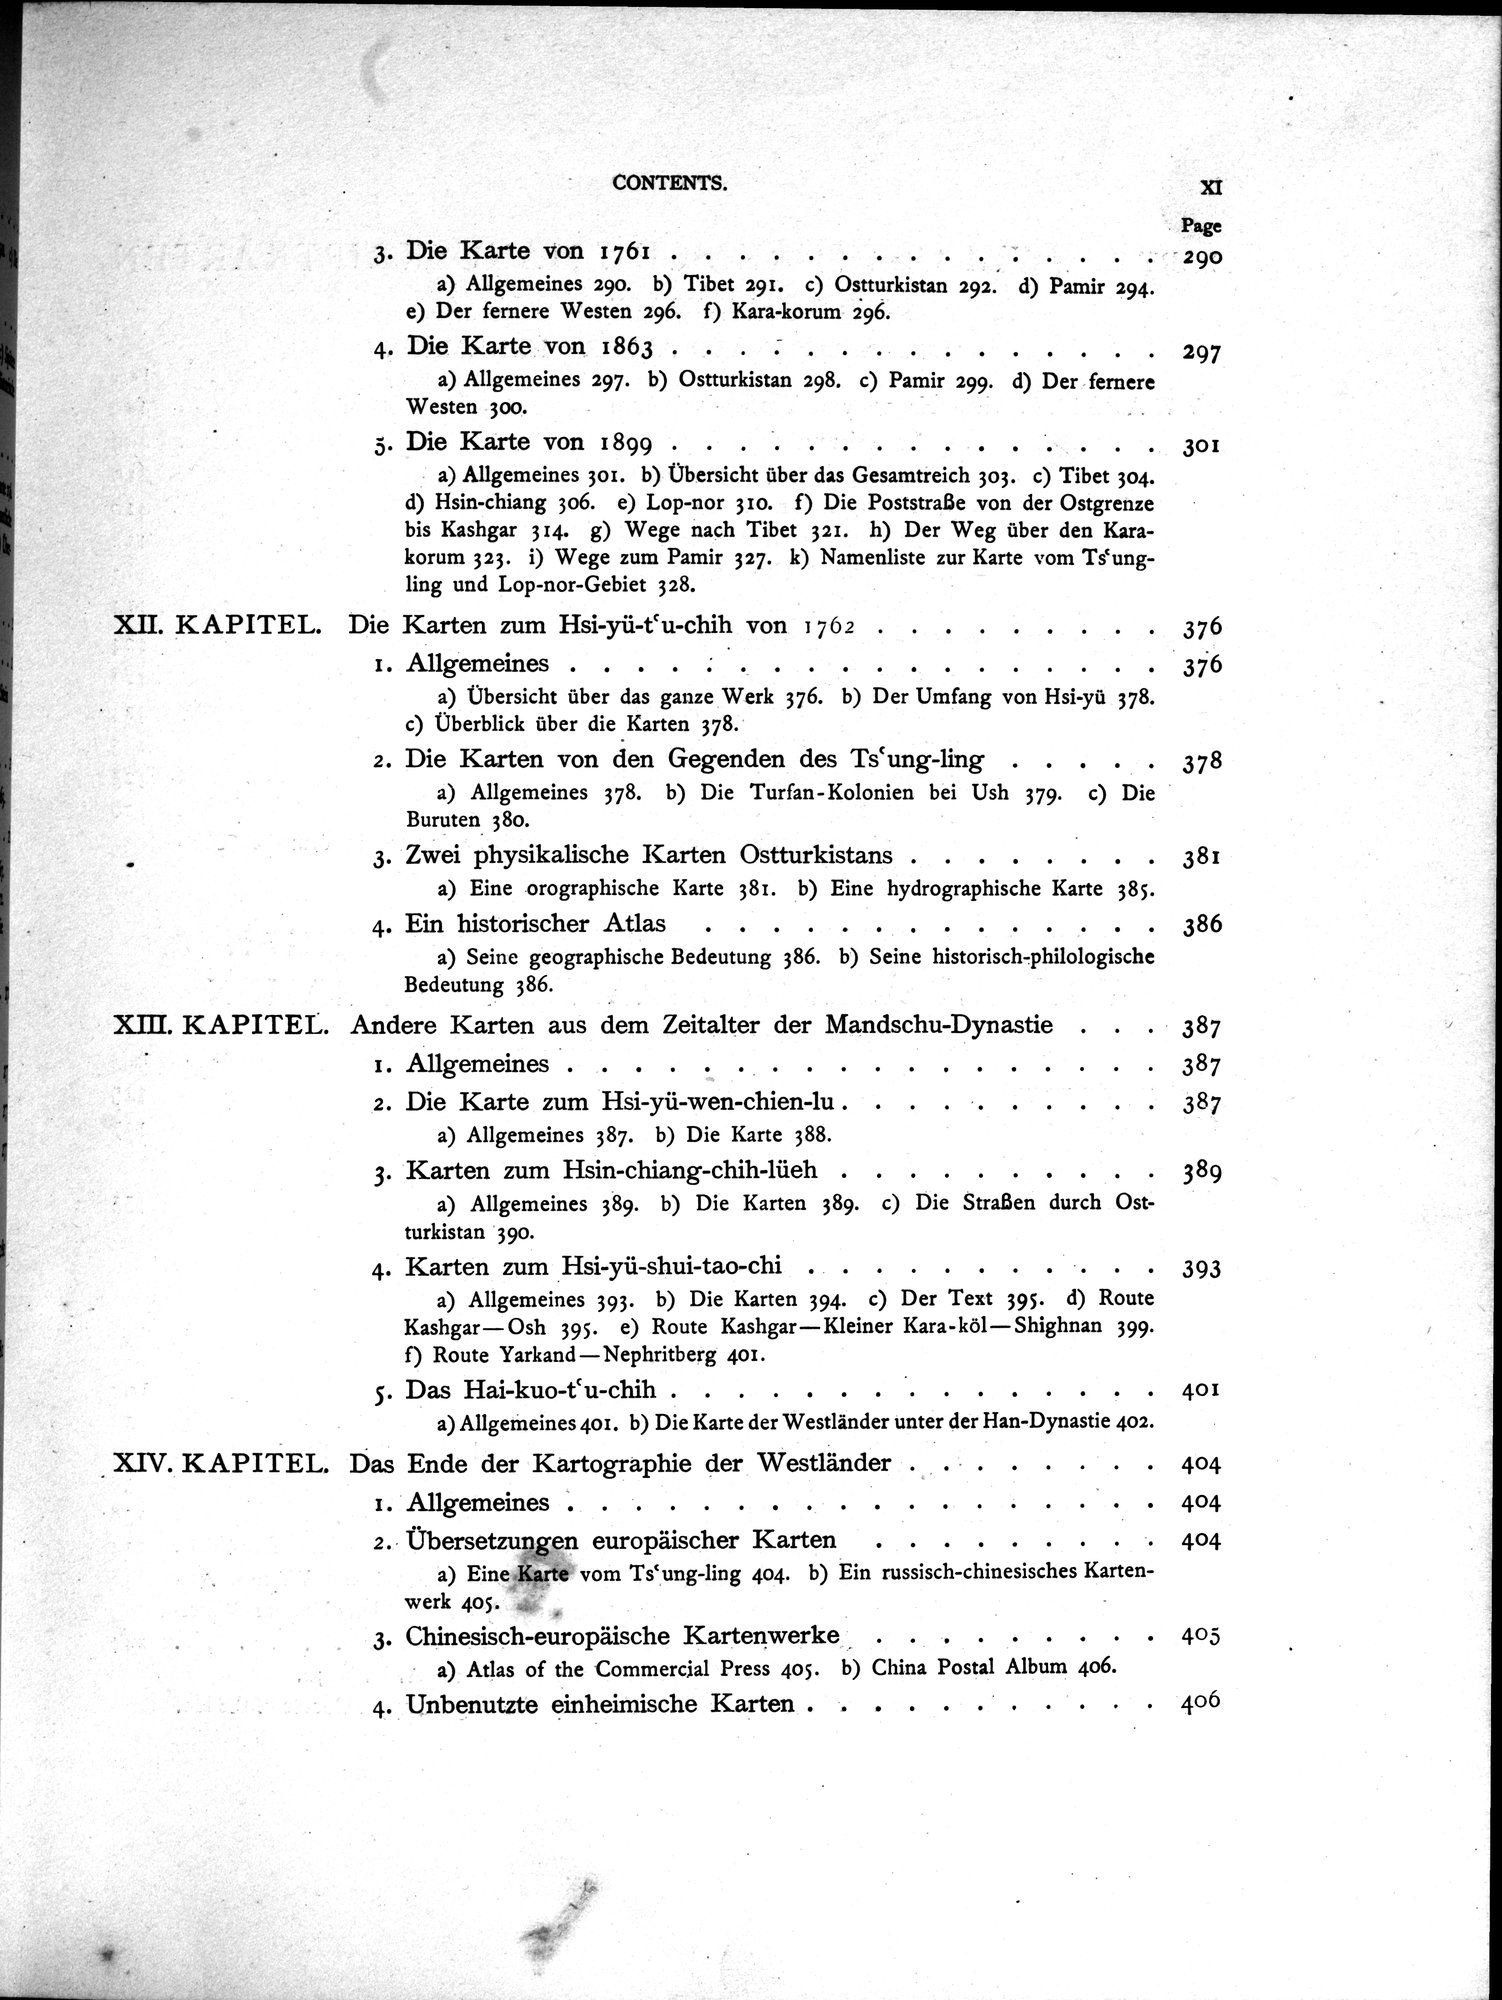 CONTENTS. XI
Page
3. Die Karte von 1761 . . . . . . . . . . . . . . . 290
a) Allgemeines 290. b) Tibet 291. c) Ostturkistan 292. d) Pamir 294.
e) Der fernere Westen 296. f) Kara-korum 296.
4. Die Karte von 1863 . . . . . . . . . . . . . . . 297
a) Allgemeines 297. b) Ostturkistan 298. c) Pamir 299. d) Der fernere
Westen 300.
5. Die Karte von 1899 . . . . . . . . . . . . . . . 301
a) Allgemeines 301. b) Übersicht über das Gesamtreich 303. c) Tibet 304.
d) Hsin-chiang 306. e) Lop-nor 310. f) Die Poststraße von der Ostgrenze
bis Kashgar 314. g) Wege nach Tibet 321. h) Der Weg über den Kara-
korum 323. i) Wege zum Pamir 327. k) Namenliste zur Karte vom Tsʿung-
ling und Lop-nor-Gebiet 328.
XII. KAPITEL. Die Karten zum Hsi-yü-tʿu-chih von 1762 . . . . . . . . . 376
1. Allgemeines . . . . . . . . . . . . . . . . . . 376
a) Übersicht über das ganze Werk 376. b) Der Umfang von Hsi-yü 378.
c) Überblick über die Karten 378.
2. Die Karten von den Gegenden des Tsʿung-ling . . . . . 378
a) Allgemeines 378. b) Die Turfan-Kolonien bei Ush 379. c) Die
Buruten 380.
3. Zwei physikalische Karten Ostturkistans . . . . . . . . 381
a) Eine orographische Karte 381. b) Eine hydrographische Karte 385.
4. Ein historischer Atlas . . . . . . . . . . . . . . 386
a) Seine geographische Bedeutung 386. b) Seine historisch-philologische
Bedeutung 386.
XIII. KAPITEL. Andere Karten aus dem Zeitalter der Mandschu-Dynastie . . . 387
1. Allgemeines . . . . . . . . . . . . . . . . . . 387
2. Die Karte zum Hsi-yü-wen-chien-lu . . . . . . . . . . 387
a) Allgemeines 387. b) Die Karte 388.
3. Karten zum Hsin-chiang-chih-lüeh . . . . . . . . . . 389
a) Allgemeines 389. b) Die Karten 389. c) Die Straßen durch Ost-
turkistan 390.
4. Karten zum Hsi-yü-shui-tao-chi . . . . . . . . . . . 393
a) Allgemeines 393. b) Die Karten 394. c) Der Text 395. d) Route
Kashgar—Osh 395. e) Route Kashgar—Kleiner Kara-köl—Shighnan 399.
f) Route Yarkand—Nephritberg 401.
5. Das Hai-kuo-tʿu-chih . . . . . . . . . . . . . . . 401
a) Allgemeines 401. b) Die Karte der Westländer unter der Han-Dynastie 402.
XIV. KAPITEL. Das Ende der Kartographie der Westländer . . . . . . . . 404
1. Allgemeines . . . . . . . . . . . . . . . . . . 404
2. Übersetzungen europäischer Karten . . . . . . . . . 404
a) Eine Karte vom Tsʿung-ling 404. b) Ein russisch-chinesisches Karten-
werk 405.
3. Chinesisch-europäische Kartenwerke . . . . . . . . . 405
a) Atlas of the Commercial Press 405. b) China Postal Album 406.
4. Unbenutzte einheimische Karten . . . . . . . . . . . 406